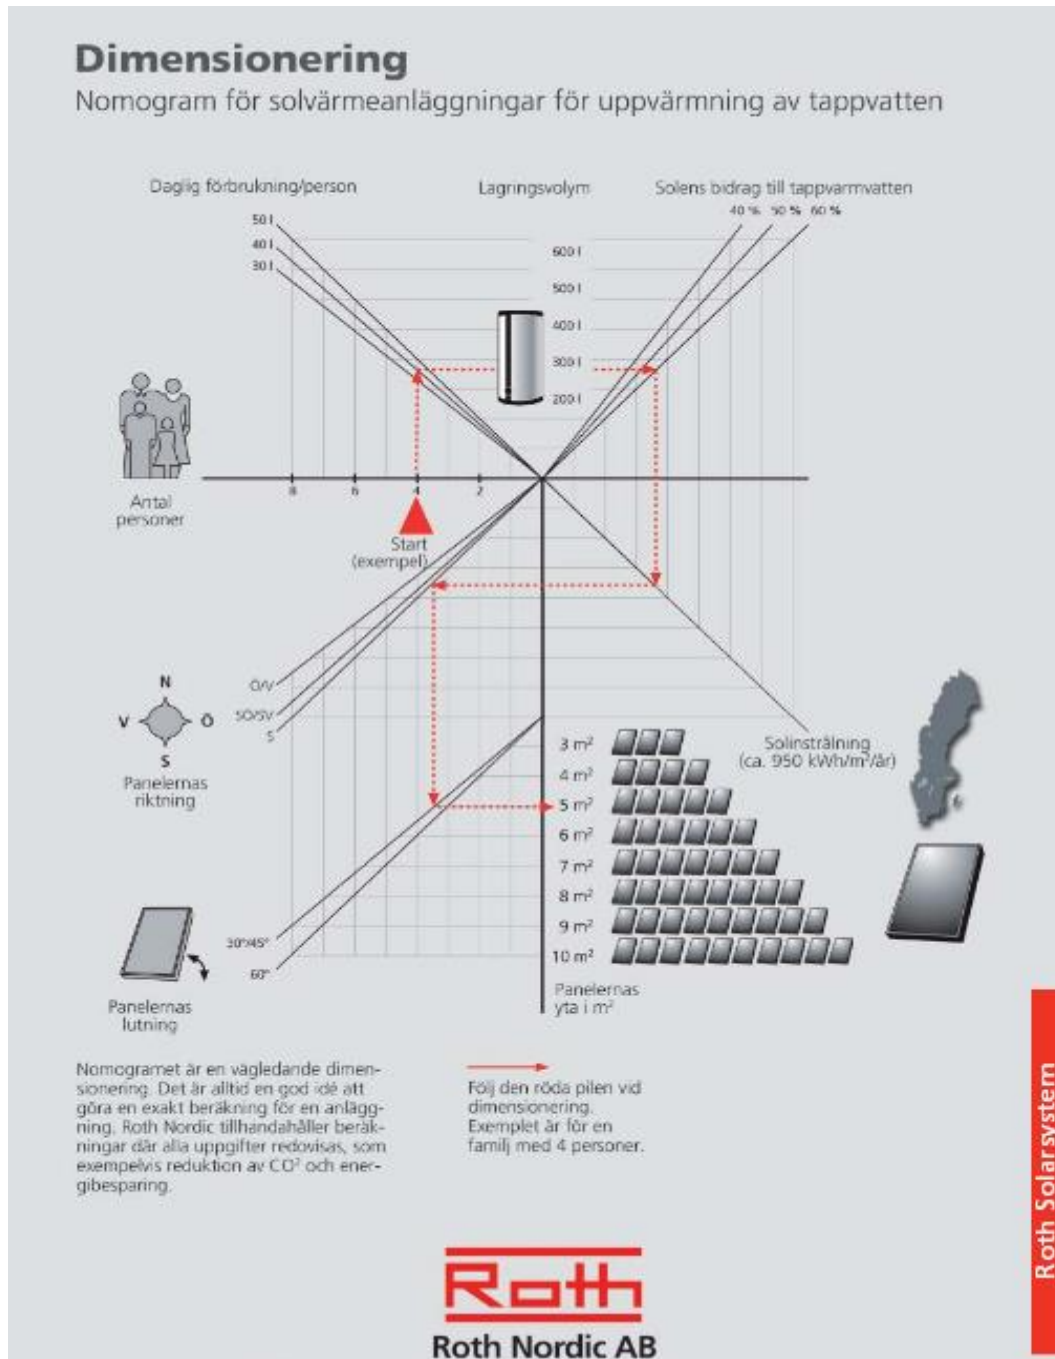 Dimensionering
Nomogram för solvärmeanläggningar för uppvärmning av tappvatten
Daglig förbrukning/person
Lagringsvolym
Solens bidrag till tappvarmvatten
40 % 50 % 60 %
50 l
40 l
30 l
600 l
500 l
400 l
300 l
200 l
8 6 4 2
Antal
personer
Start
(exempel)
N
V Ö
S
Panelernas
riktning
Ö/V
SÖ/SV
S
Solinstrålning
(ca. 950 kWh/m²/år)
3 m²
4 m²
5 m²
6 m²
7 m²
8 m²
9 m²
10 m²
Panelernas
yta i m²
30°/45°
60°
Panelernas
lutning
Nomogramet är en vägledande dimen-
sionering. Det är alltid en god idé att
göra en exakt beräkning för en anlägg-
ning. Roth Nordic tillhandahåller beräk-
ningar där alla uppgifter redovisas, som
exempelvis reduktion av CO² och ener-
gibesparing.
Följ den röda pilen vid
dimensionering.
Exemplet är för en
familj med 4 personer.
Roth Solarsystem
Roth
Roth Nordic AB